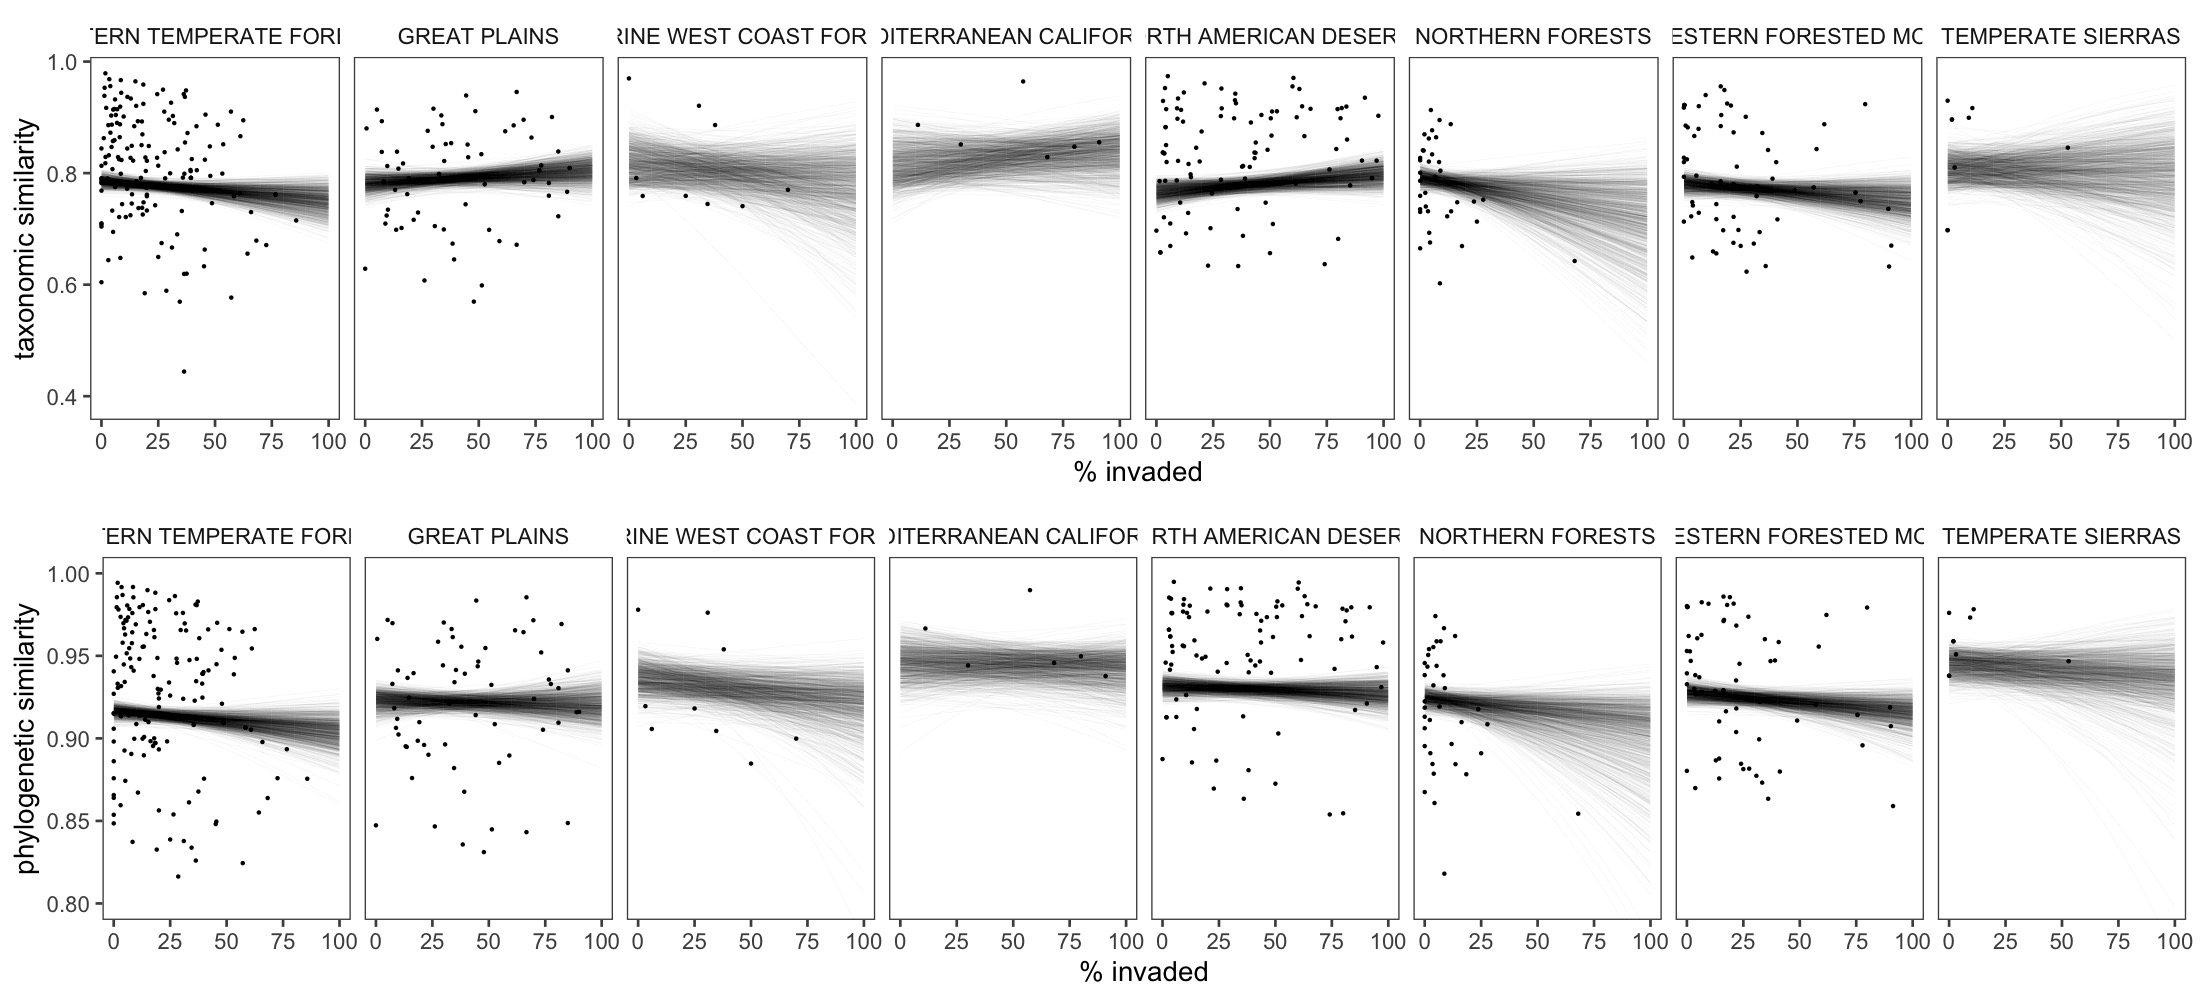 TERN TEMPERATE FORE GREAT PLAINS RINE WEST COAST FOR DITERRANEAN CALIFOR RTH AMERICAN DESER NORTHERN FORESTS ESTERN FORESTED MO TEMPERATE SIERRAS
1.0
0.8
0.6
0.4
taxonomic similarity
0 25 50 75 100 0 25 50 75 100 0 25 50 75 100 0 25 50 75 100 0 25 50 75 100 0 25 50 75 100 0 25 50 75 100 0 25 50 75 100
% invaded
TERN TEMPERATE FORE GREAT PLAINS RINE WEST COAST FOR DITERRANEAN CALIFOR RTH AMERICAN DESER NORTHERN FORESTS ESTERN FORESTED MO TEMPERATE SIERRAS
1.00
0.95
0.90
0.85
0.80
phylogenetic similarity
0 25 50 75 100 0 25 50 75 100 0 25 50 75 100 0 25 50 75 100 0 25 50 75 100 0 25 50 75 100 0 25 50 75 100 0 25 50 75 100
% invaded